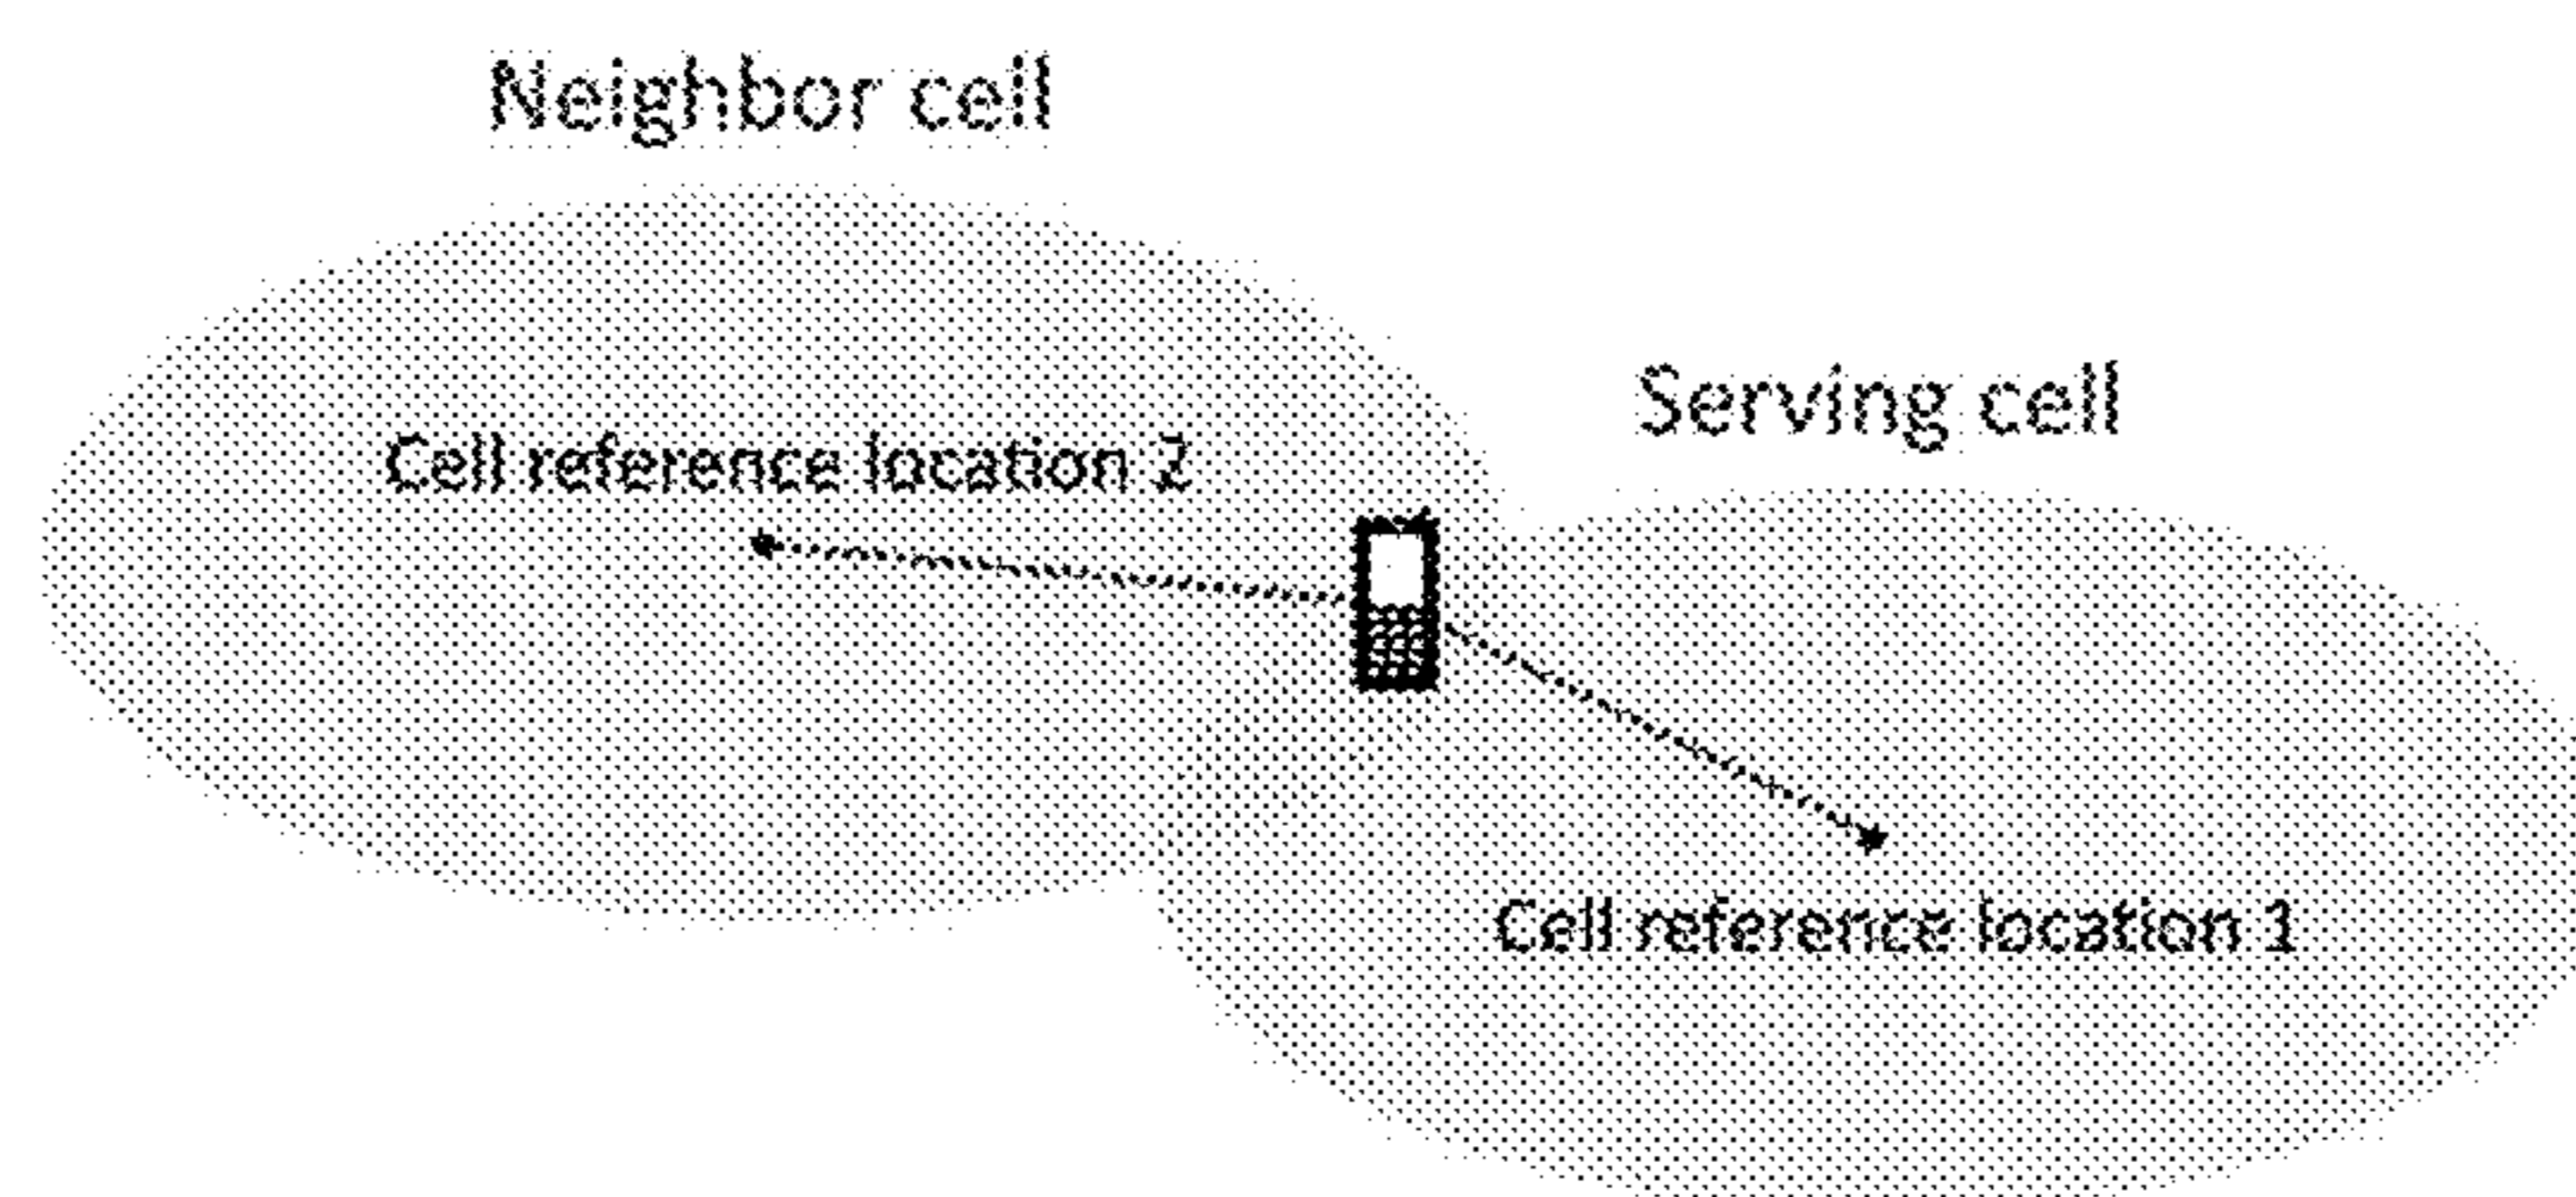 Neighbor cell
Serving cell
Cell reference location 2
Cell reference location 1